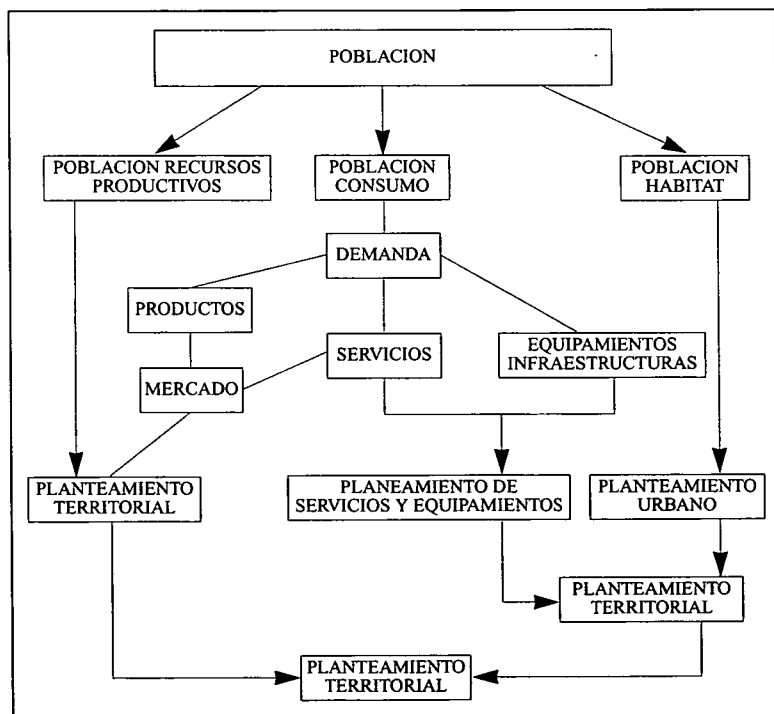 POBLACION
POBLACION RECURSOS
PRODUCTIVOS
POBLACION
CONSUMO
POBLACION
HABITAT
DEMANDA
PRODUCTOS
SERVICIOS
EQUIPAMIENTOS
INFRAESTRUCTURAS
MERCADO
PLANTEAMIENTO
TERRITORIAL
PLANEAMIENTO DE
SERVICIOS Y EQUIPAMIENTOS
PLANTEAMIENTO
URBANO
PLANTEAMIENTO
TERRITORIAL
PLANTEAMIENTO
TERRITORIAL